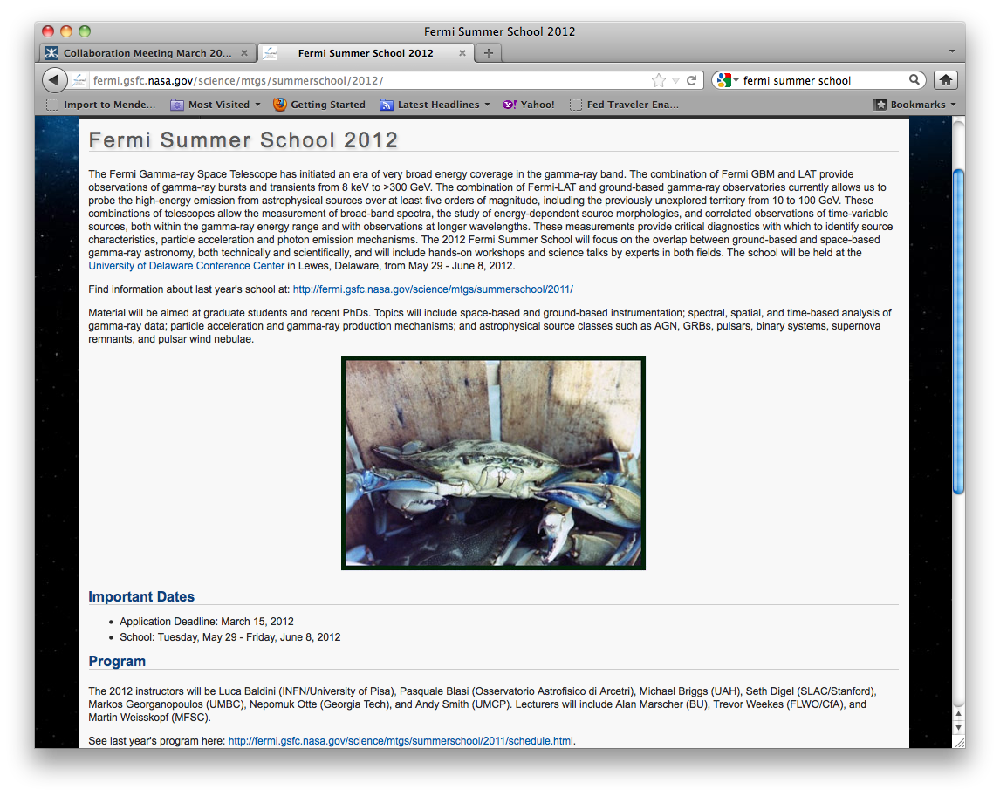 Fermi Summer School 2012
Collaboration Meeting March 20...
Fermi Summer School 2012
fermi.gsfc.nasa.gov/science/mtgs/summerschool/2012/
fermi summer school
Import to Mende...
Most Visited
Getting Started
Latest Headlines
Yahoo!
Fed Traveler Ena...
Bookmarks
Fermi Summer School 2012
The Fermi Gamma-ray Space Telescope has initiated an era of very broad energy coverage in the gamma-ray band. The combination of Fermi GBM and LAT provide
observations of gamma-ray bursts and transients from 8 keV to >300 GeV. The combination of Fermi-LAT and ground-based gamma-ray observatories currently allows us to
probe the high-energy emission from astrophysical sources over at least five orders of magnitude, including the previously unexplored territory from 10 to 100 GeV. These
combinations of telescopes allow the measurement of broad-band spectra, the study of energy-dependent source morphologies, and correlated observations of time-variable
sources, both within the gamma-ray energy range and with observations at longer wavelengths. These measurements provide critical diagnostics with which to identify source
characteristics, particle acceleration and photon emission mechanisms. The 2012 Fermi Summer School will focus on the overlap between ground-based and space-based
gamma-ray astronomy, both technically and scientifically, and will include hands-on workshops and science talks by experts in both fields. The school will be held at the
University of Delaware Conference Center in Lewes, Delaware, from May 29 - June 8, 2012.
Find information about last year's school at: http://fermi.gsfc.nasa.gov/science/mtgs/summerschool/2011/
Material will be aimed at graduate students and recent PhDs. Topics will include space-based and ground-based instrumentation; spectral, spatial, and time-based analysis of
gamma-ray data; particle acceleration and gamma-ray production mechanisms; and astrophysical source classes such as AGN, GRBs, pulsars, binary systems, supernova
remnants, and pulsar wind nebulae.
Important Dates
• Application Deadline: March 15, 2012
• School: Tuesday, May 29 - Friday, June 8, 2012
Program
The 2012 instructors will be Luca Baldini (INFN/University of Pisa), Pasquale Blasi (Osservatorio Astrofisico di Arcetri), Michael Briggs (UAH), Seth Digel (SLAC/Stanford),
Markos Georganopoulos (UMBC), Nepomuk Otte (Georgia Tech), and Andy Smith (UMCP). Lecturers will include Alan Marscher (BU), Trevor Weekes (FLWO/CfA), and
Martin Weisskopf (MFSC).
See last year's program here: http://fermi.gsfc.nasa.gov/science/mtgs/summerschool/2011/schedule.html.